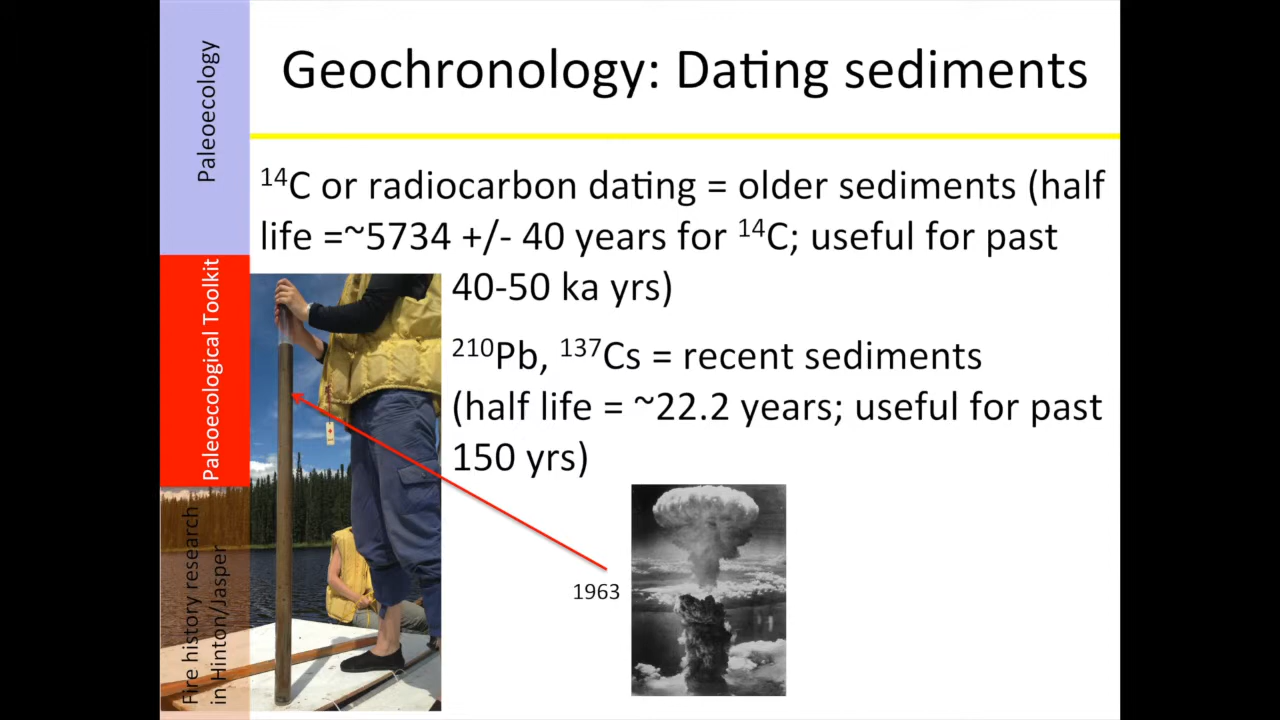 Geochronology: Dating sediments
¹⁴C or radiocarbon dating = older sediments (half
life =~5734 +/- 40 years for ¹⁴C; useful for past
40-50 ka yrs)
²¹⁰Pb, ¹³⁷Cs = recent sediments
(half life = ~22.2 years; useful for past
150 yrs)
1963
Paleoecology
Paleoecological Toolkit
Fire history research
in Hinton/Jasper